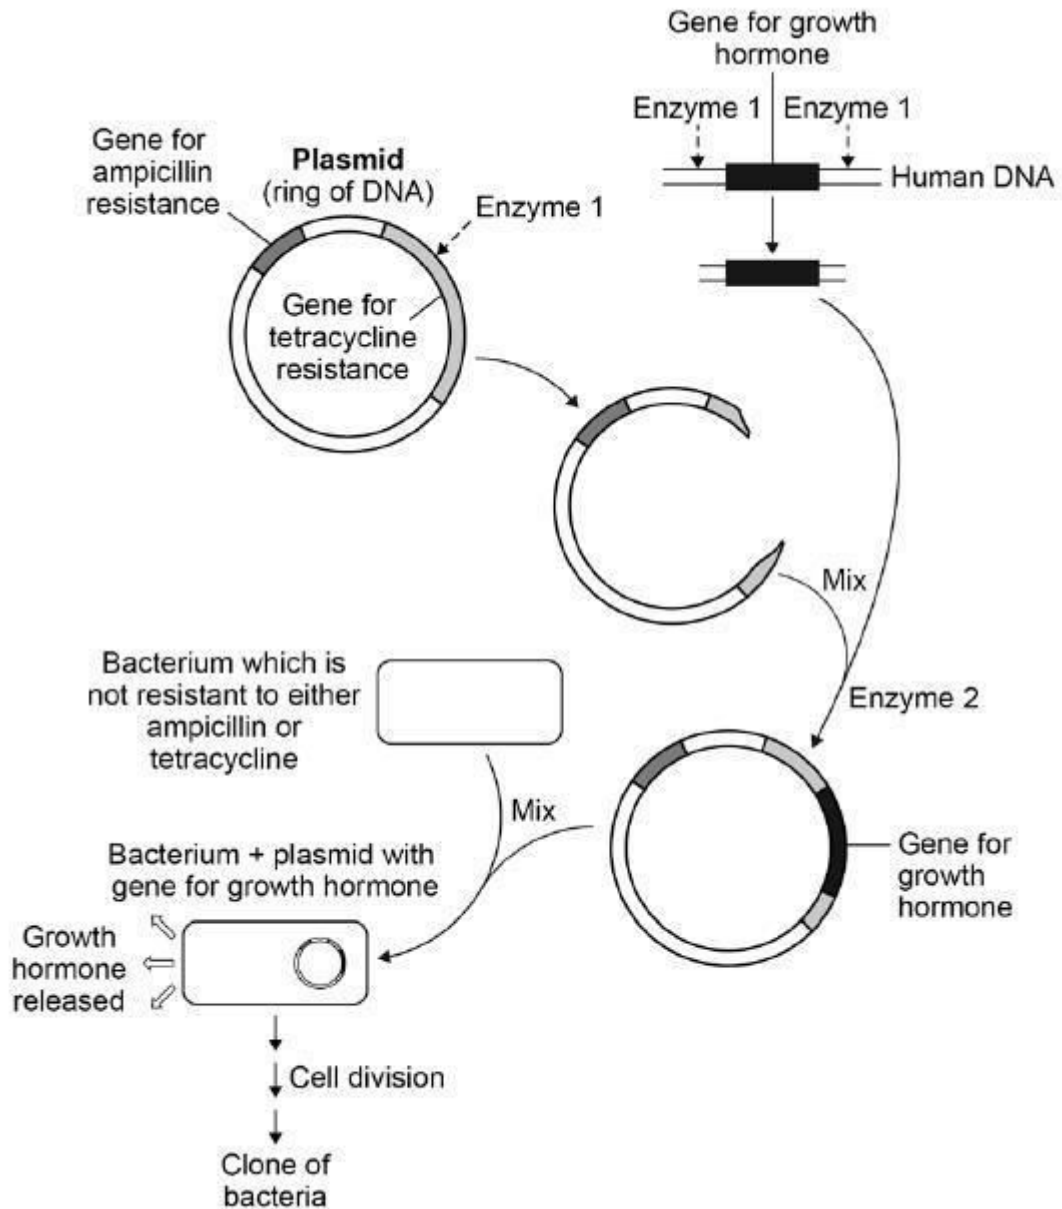 Gene for growth
hormone
Enzyme 1
Enzyme 1
Human DNA
Gene for
ampicillin
resistance
Plasmid
(ring of DNA)
Enzyme 1
Gene for
tetracycline
resistance
Mix
Enzyme 2
Bacterium which is
not resistant to either
ampicillin or
tetracycline
Mix
Gene for
growth
hormone
Bacterium + plasmid with
gene for growth hormone
Growth
hormone
released
Cell division
Clone of
bacteria